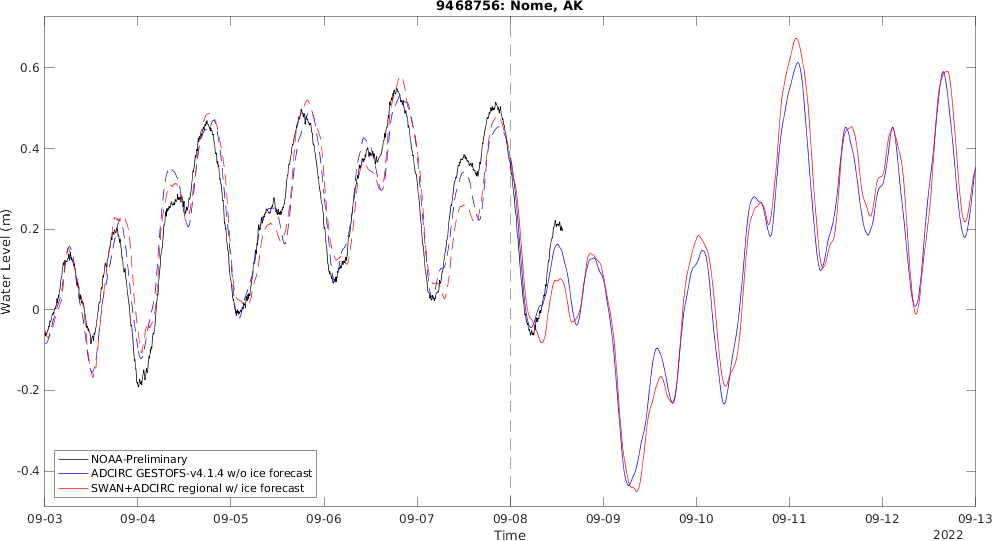 9468756: Nome, AK
Water Level (m)
0.6
0.4
0.2
0
-0.2
-0.4
NOAA-Preliminary
ADCIRC GESTOFS-v4.1.4 w/o ice forecast
SWAN+ADCIRC regional w/ ice forecast
09-03 09-04 09-05 09-06 09-07 09-08 09-09 09-10 09-11 09-12 09-13
Time
2022